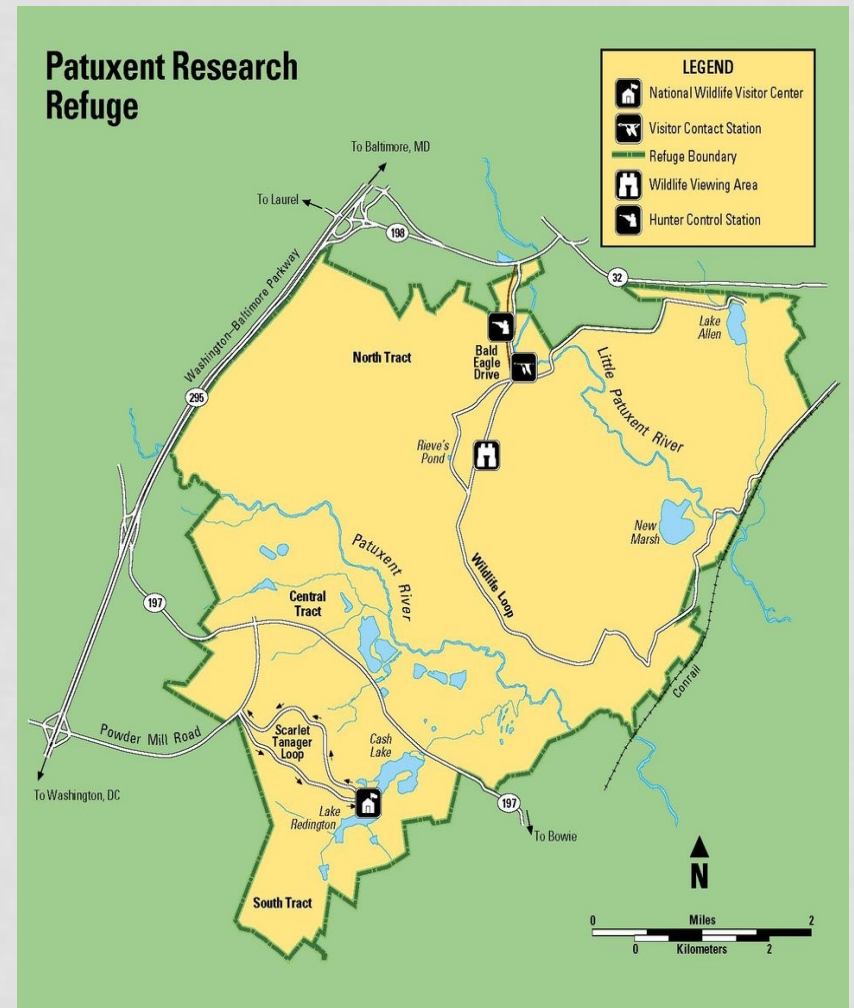 Patuxent Research
Refuge
LEGEND
National Wildlife Visitor Center
Visitor Contact Station
Refuge Boundary
Wildlife Viewing Area
Hunter Control Station
To Baltimore, MD
To Laurel
198
32
Washington–Baltimore Parkway
295
North Tract
Bald
Eagle
Drive
Lake
Allen
Little
Patuxent River
Rieve's
Pond
New
Marsh
Patuxent River
Wildlife Loop
Central
Tract
197
Conrail
Powder Mill Road
Scarlet
Tanager
Loop
Cash
Lake
To Washington, DC
Lake
Redington
197
To Bowie
South Tract
N
0 Miles 2
0 Kilometers 2